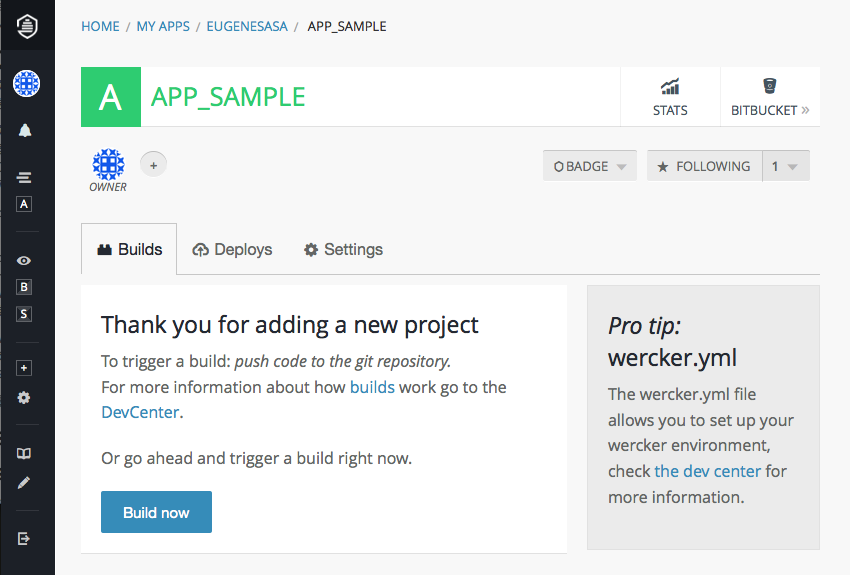 HOME / MY APPS / EUGENESASA / APP_SAMPLE
A
APP_SAMPLE
STATS
BITBUCKET »
OWNER
+
BADGE
FOLLOWING
1
A
B
S
+
Builds
Deploys
Settings
Thank you for adding a new project
To trigger a build: push code to the git repository.
For more information about how builds work go to the
DevCenter.
Or go ahead and trigger a build right now.
Build now
Pro tip:
wercker.yml
The wercker.yml file
allows you to set up your
wercker environment,
check the dev center for
more information.